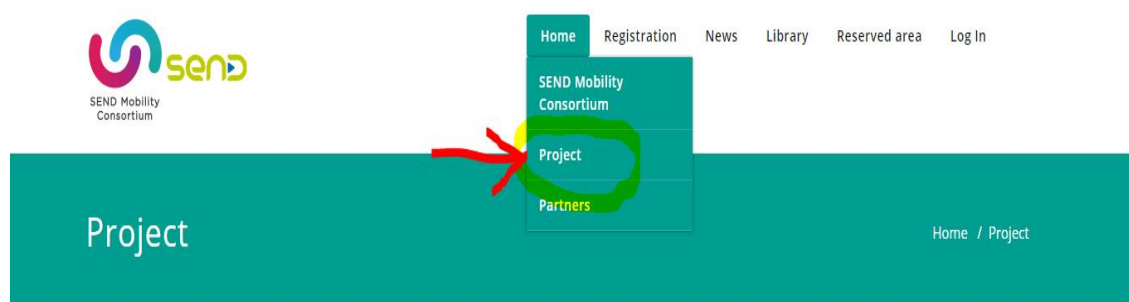 send
SEND Mobility
Consortium
Home Registration News Library Reserved area Log In
SEND Mobility
Consortium
Project
Partners
Project
Home / Project